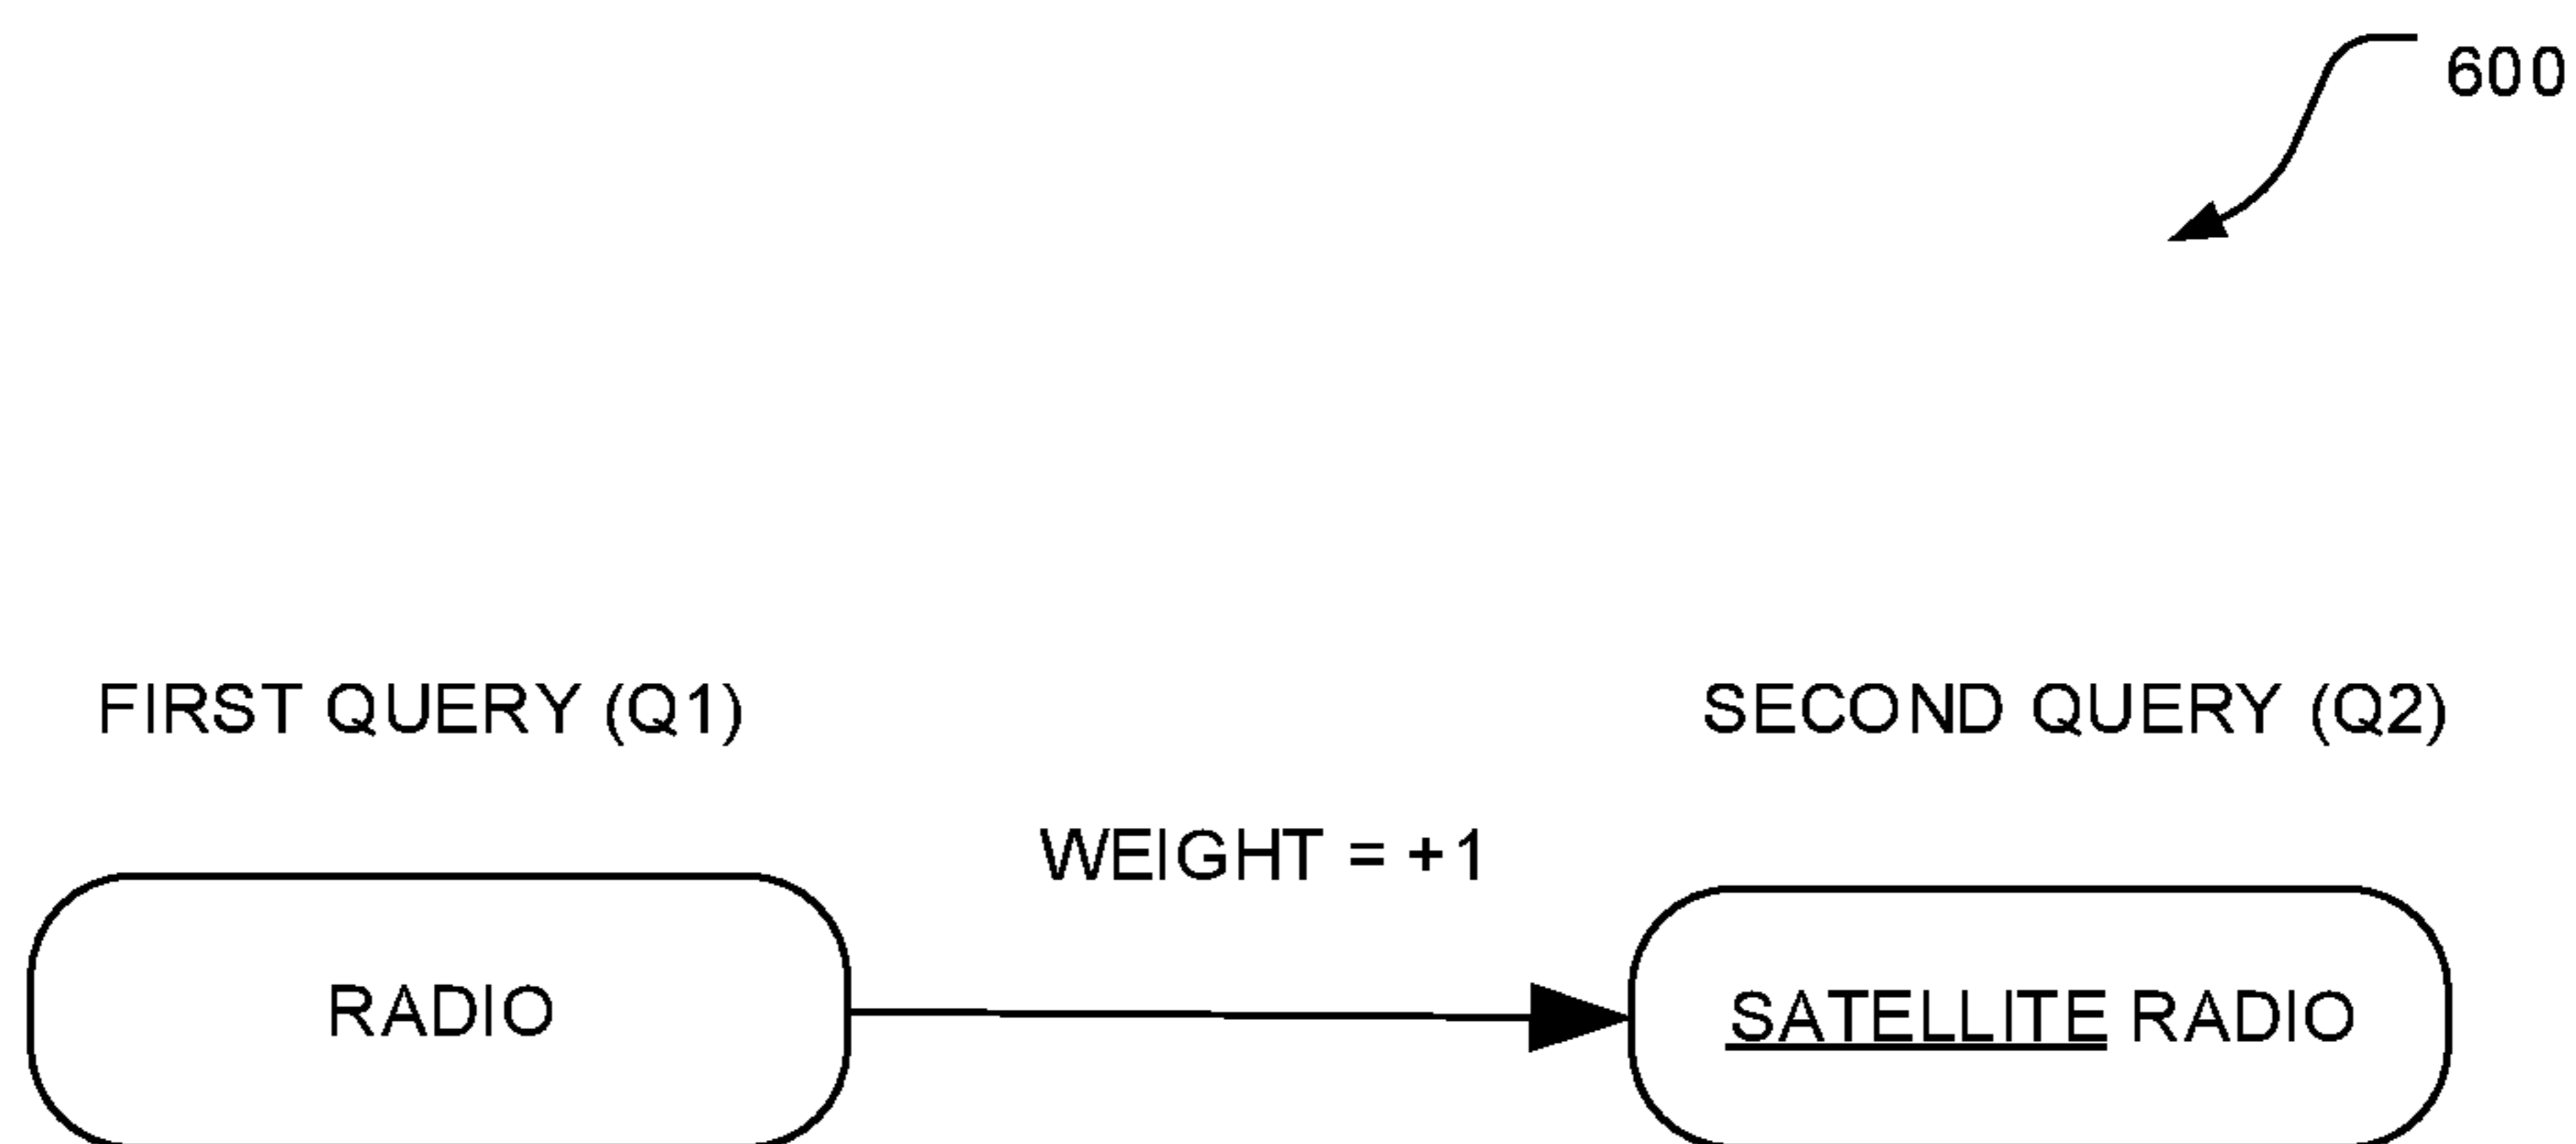 600
FIRST QUERY (Q1)
SECOND QUERY (Q2)
WEIGHT = +1
RADIO
SATELLITE RADIO